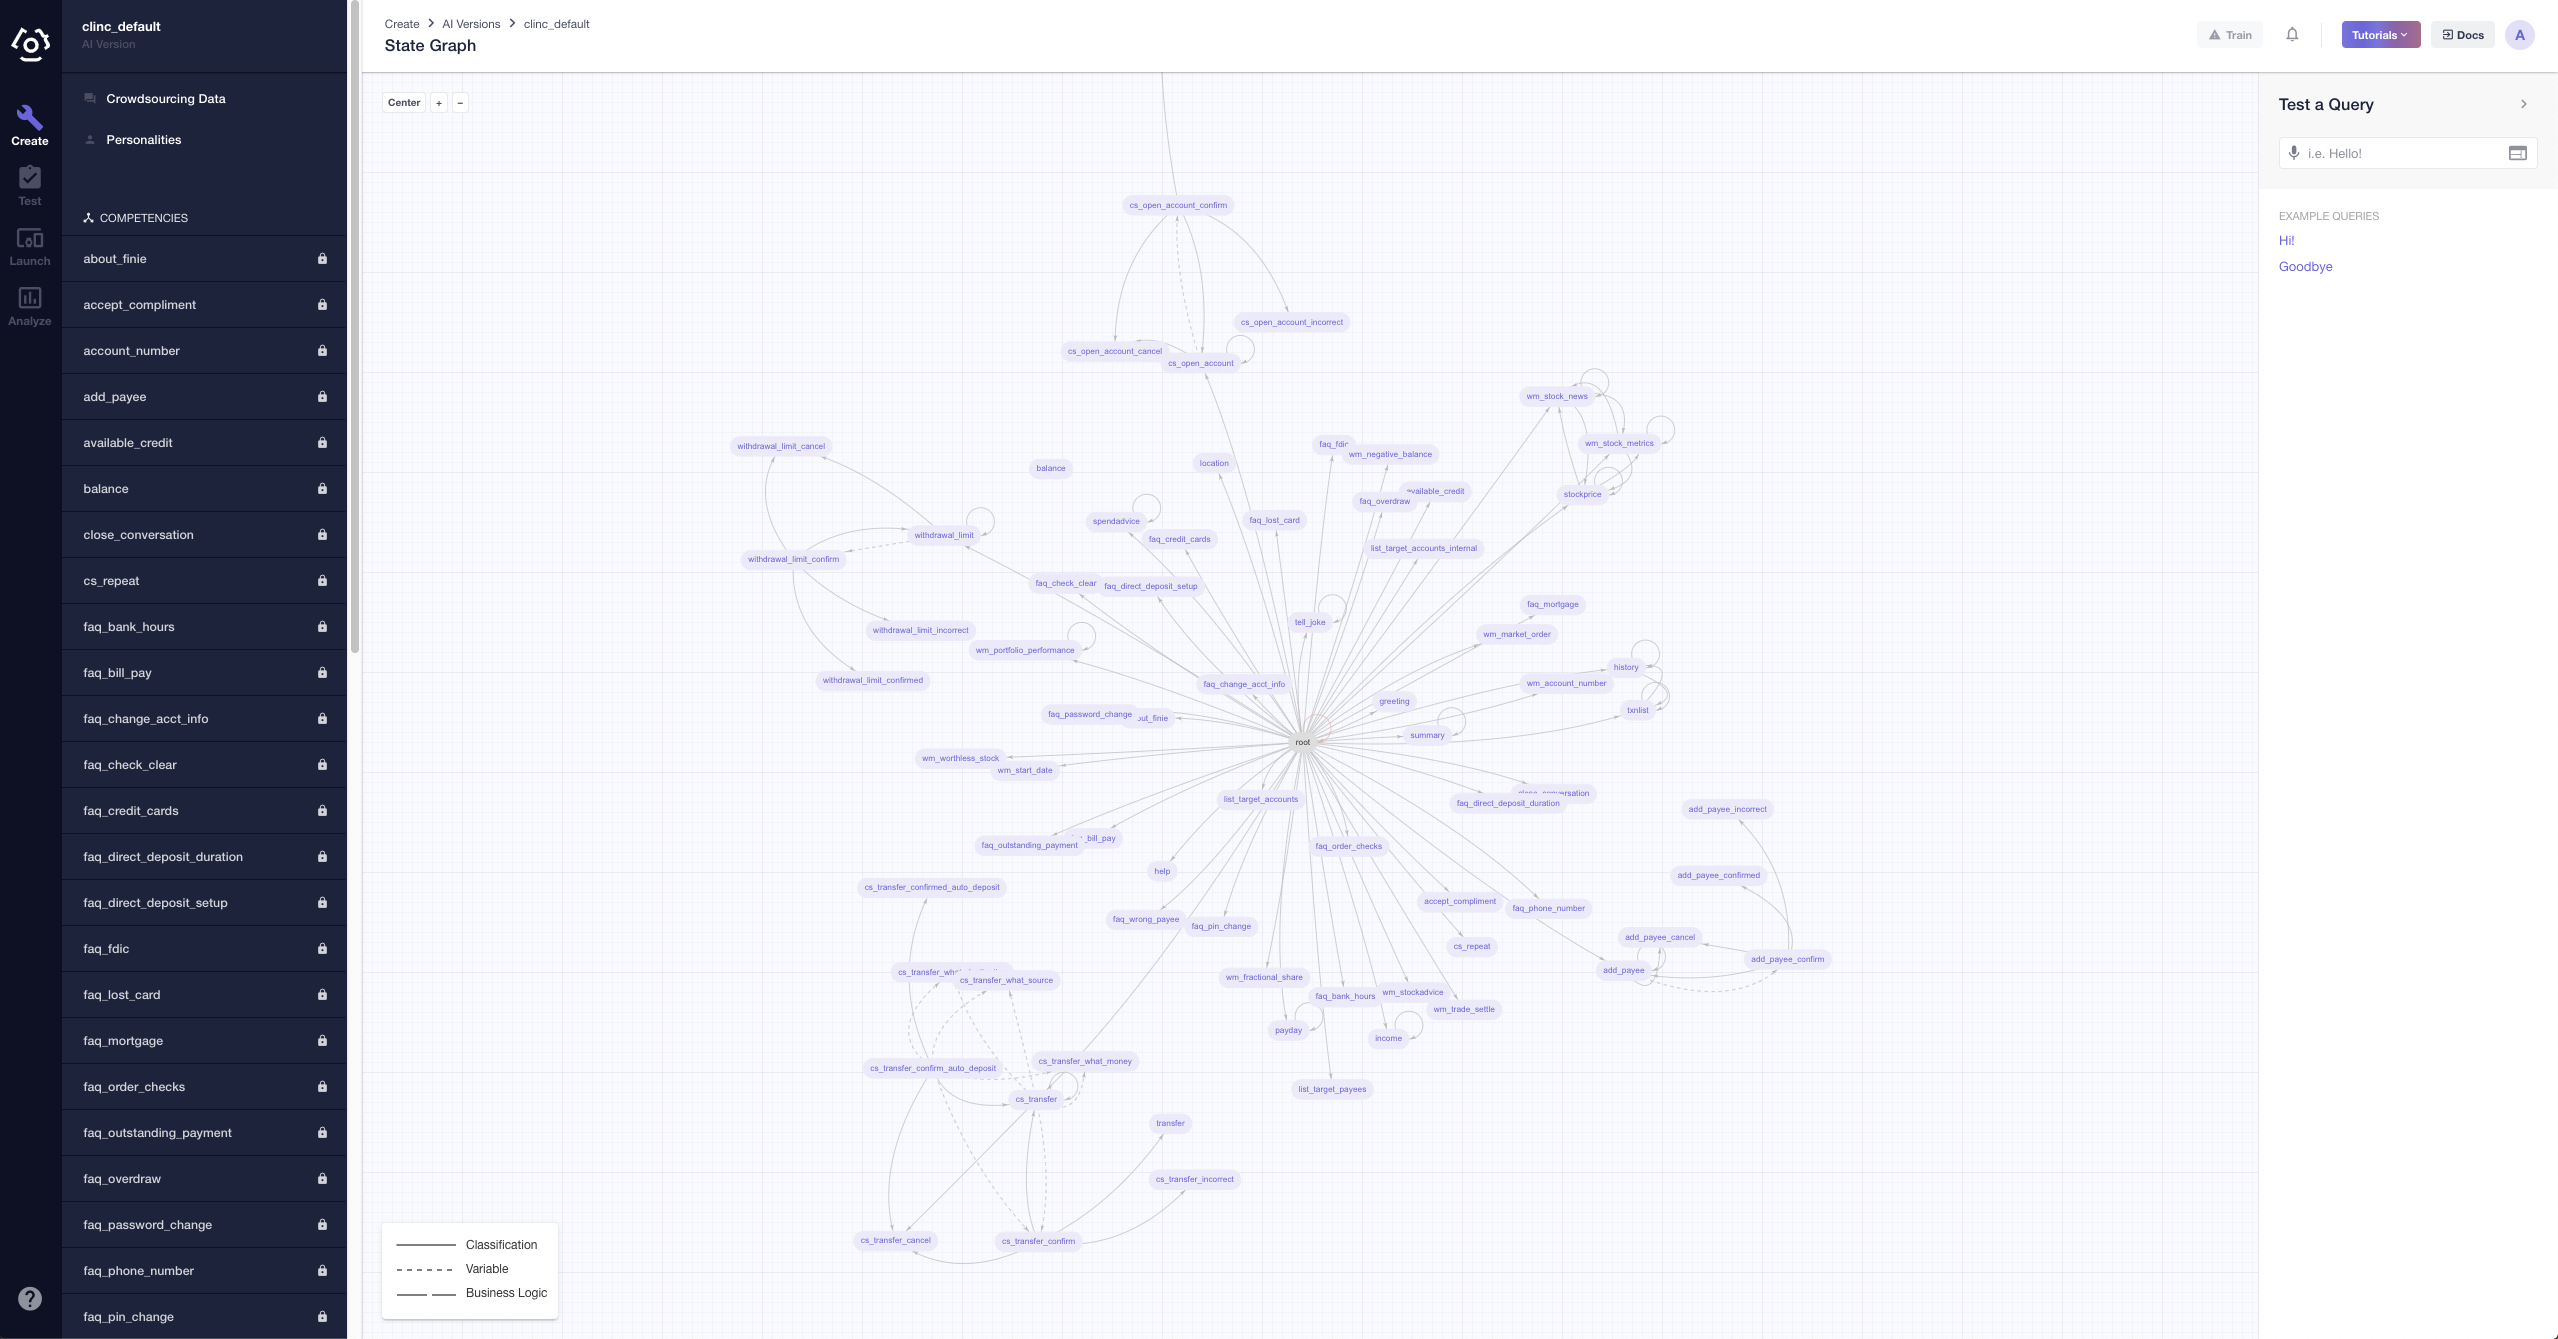 clinc_default
AI Version
Create
Test
Launch
Analyze
Crowdsourcing Data
Personalities
COMPETENCIES
about_finie
accept_compliment
account_number
add_payee
available_credit
balance
close_conversation
cs_repeat
faq_bank_hours
faq_bill_pay
faq_change_acct_info
faq_check_clear
faq_credit_cards
faq_direct_deposit_duration
faq_direct_deposit_setup
faq_fdic
faq_lost_card
faq_mortgage
faq_order_checks
faq_outstanding_payment
faq_overdraw
faq_password_change
faq_phone_number
faq_pin_change
Create > AI Versions > clinc_default
State Graph
Train
Tutorials
Docs
A
Center + −
cs_open_account_confirm
cs_open_account_incorrect
cs_open_account_cancel
cs_open_account
wm_stock_news
withdrawal_limit_cancel
faq_fdic
wm_stock_metrics
wm_negative_balance
location
balance
available_credit
stockprice
faq_overdraw
spendadvice
faq_lost_card
withdrawal_limit
faq_credit_cards
list_target_accounts_internal
withdrawal_limit_confirm
faq_check_clear
faq_direct_deposit_setup
faq_mortgage
tell_joke
withdrawal_limit_incorrect
wm_market_order
wm_portfolio_performance
history
withdrawal_limit_confirmed
faq_change_acct_info
wm_account_number
greeting
txnlist
faq_password_change
out_finie
summary
root
wm_worthless_stock
wm_start_date
close_conversation
list_target_accounts
faq_direct_deposit_duration
add_payee_incorrect
bill_pay
faq_outstanding_payment
faq_order_checks
help
add_payee_confirmed
cs_transfer_confirmed_auto_deposit
accept_compliment
faq_phone_number
faq_wrong_payee
faq_pin_change
add_payee_cancel
cs_repeat
add_payee_confirm
add_payee
cs_transfer_what_source
wm_fractional_share
faq_bank_hours
wm_stockadvice
wm_trade_settle
payday
income
cs_transfer_what_money
cs_transfer_confirm_auto_deposit
list_target_payees
cs_transfer
transfer
cs_transfer_incorrect
cs_transfer_cancel
cs_transfer_confirm
Classification
Variable
Business Logic
Test a Query
i.e. Hello!
EXAMPLE QUERIES
Hi!
Goodbye